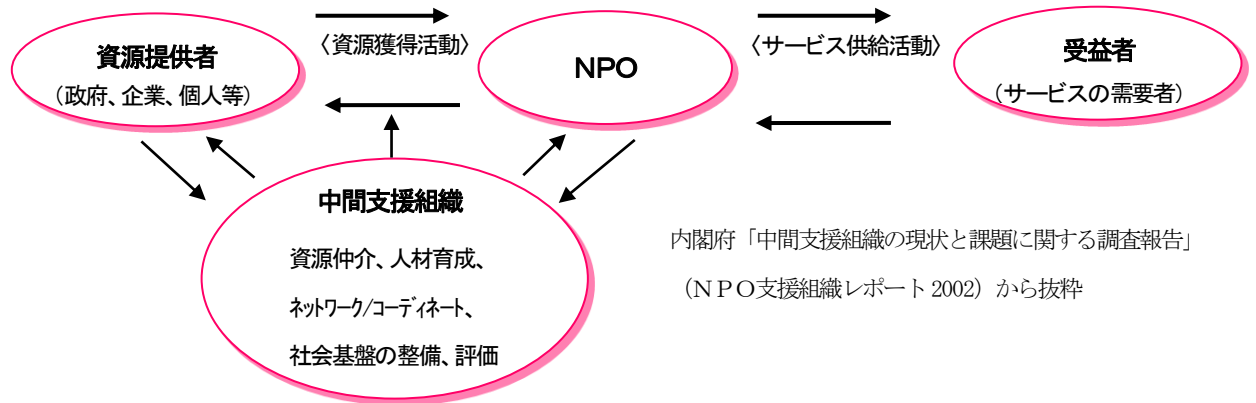 資源提供者
(政府、企業、個人等)
〈資源獲得活動〉
NPO
〈サービス供給活動〉
受益者
(サービスの需要者)
中間支援組織
資源仲介、人材育成、
ネットワーク/コーディネート、
社会基盤の整備、評価
内閣府「中間支援組織の現状と課題に関する調査報告」
(NPO支援組織レポート2002)から抜粋